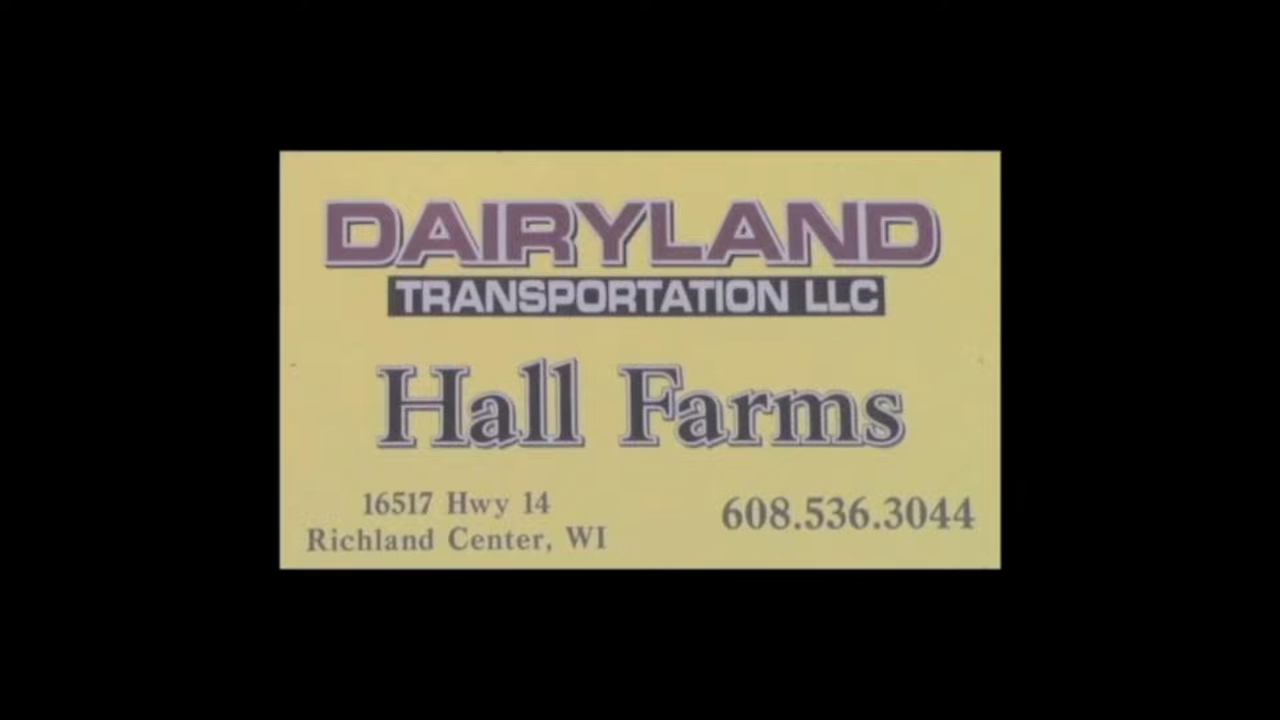 DAIRYLAND
TRANSPORTATION LLC
Hall Farms
16517 Hwy 14
Richland Center, WI
608.536.3044